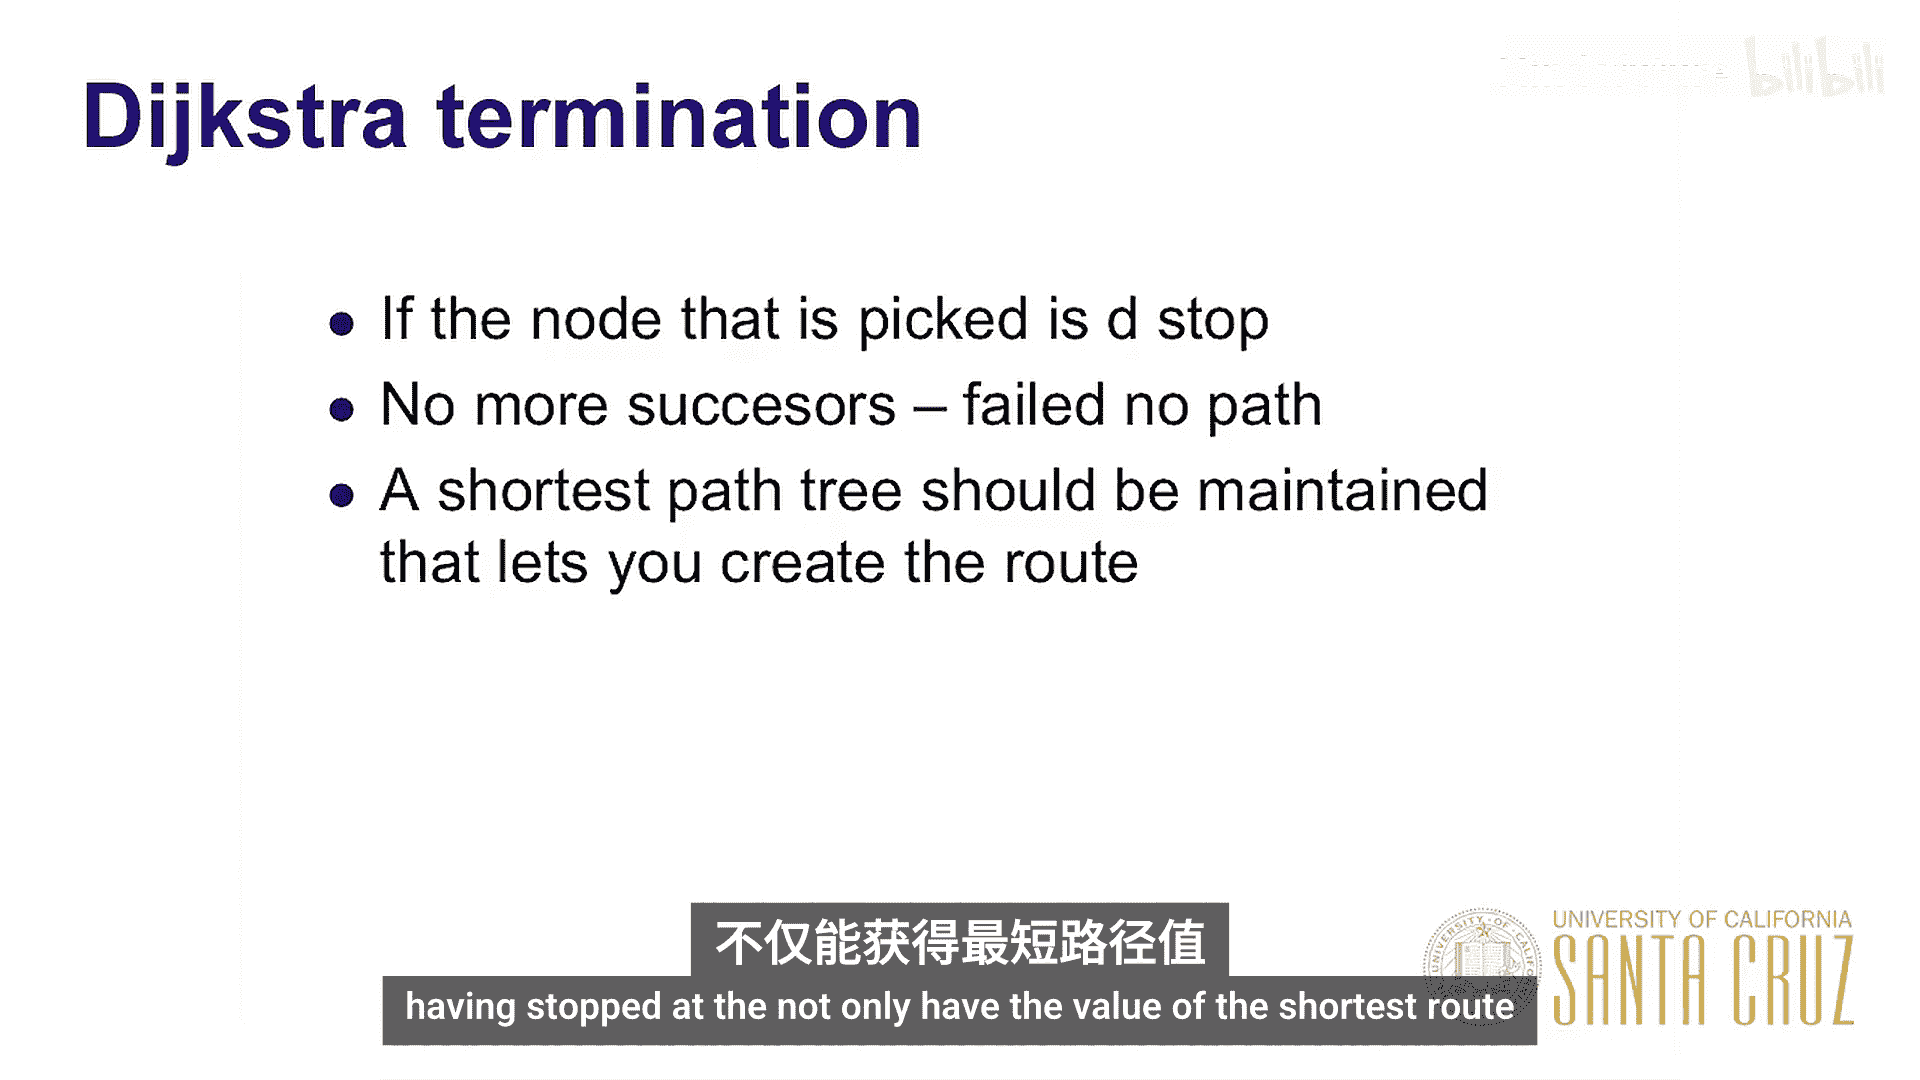 bilibili
Dijkstra termination
If the node that is picked is d stop
No more succesors – failed no path
A shortest path tree should be maintained
that lets you create the route
不仅能获得最短路径值
having stopped at the not only have the value of the shortest route
UNIVERSITY OF CALIFORNIA
SANTA CRUZ